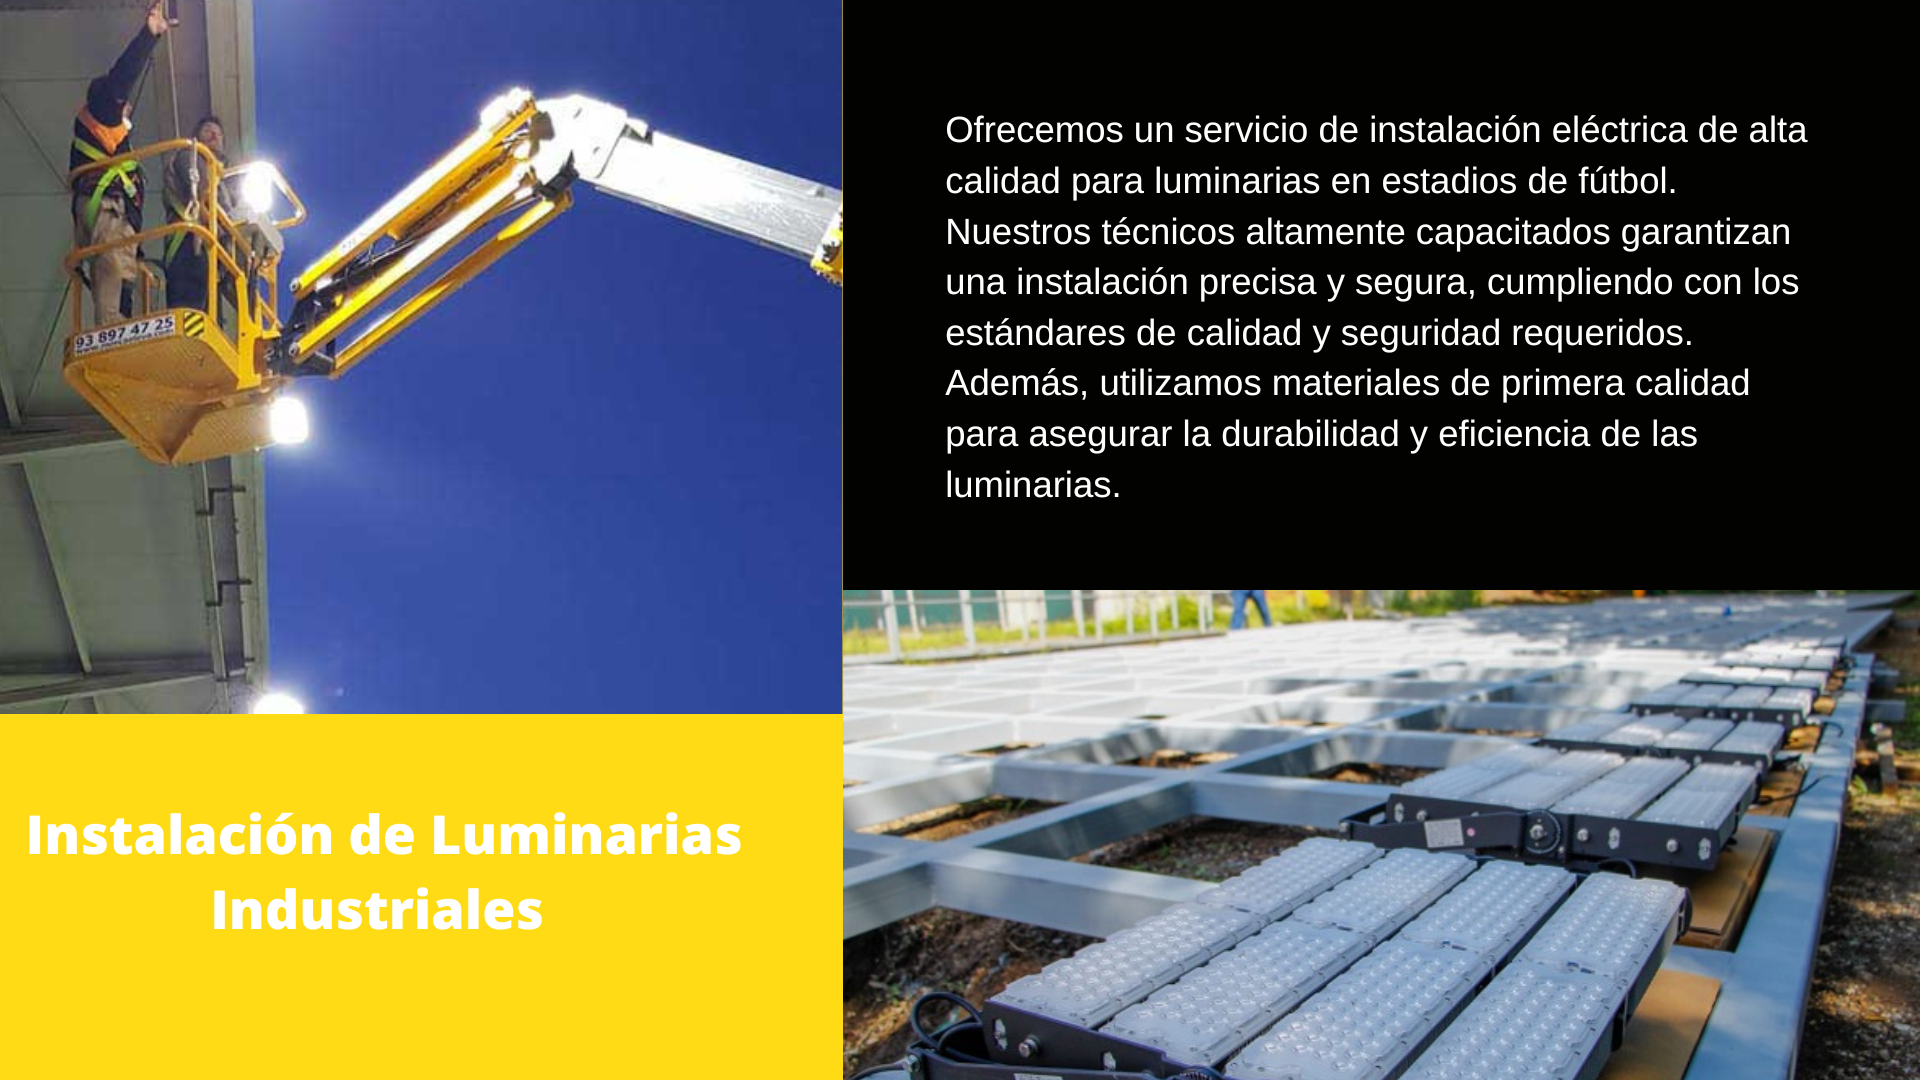 93 897 47 25
Ofrecemos un servicio de instalación eléctrica de alta
calidad para luminarias en estadios de fútbol.
Nuestros técnicos altamente capacitados garantizan
una instalación precisa y segura, cumpliendo con los
estándares de calidad y seguridad requeridos.
Además, utilizamos materiales de primera calidad
para asegurar la durabilidad y eficiencia de las
luminarias.
Instalación de Luminarias
Industriales